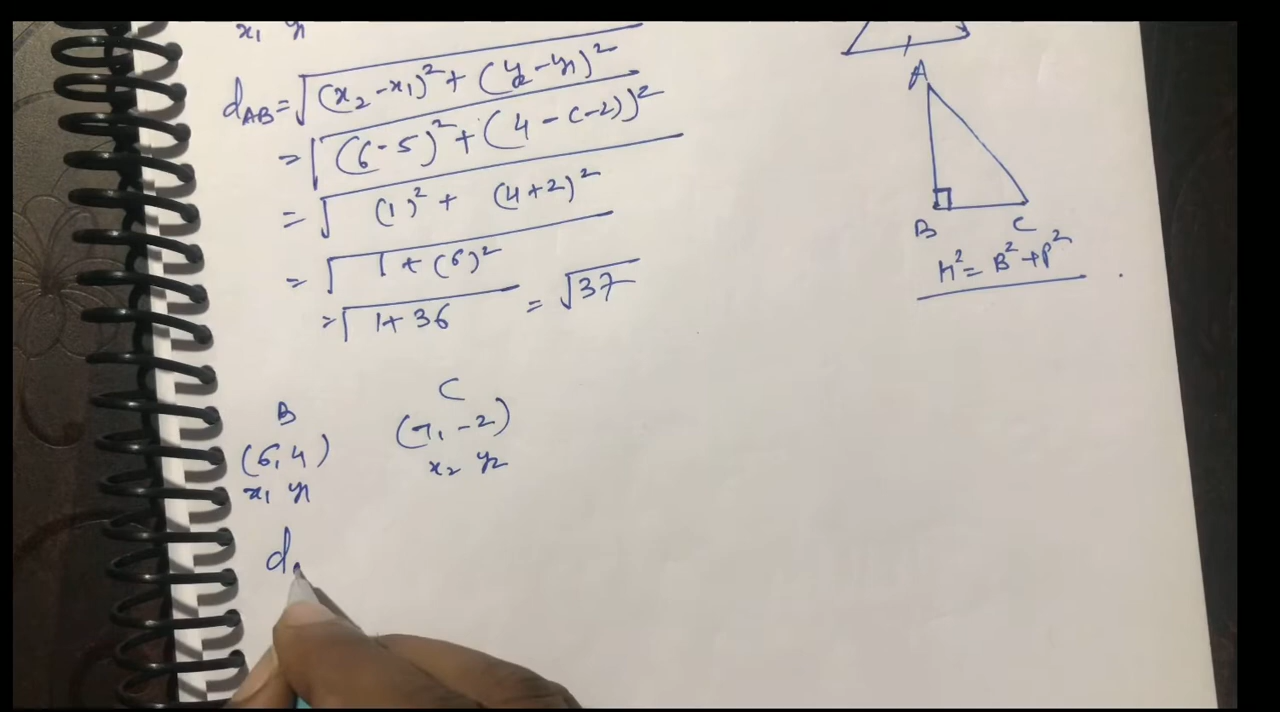 x₁ y₁
d_AB = √(x₂ - x₁)² + (y₂ - y₁)²
= √(6 - 5)² + (4 - (-2))²
= √(1)² + (4 + 2)²
= √1 + (6)²
= √1 + 36 = √37
A
B C
h² = B² + P²
B C
(6, 4) (7, -2)
x₁ y₁ x₂ y₂
d